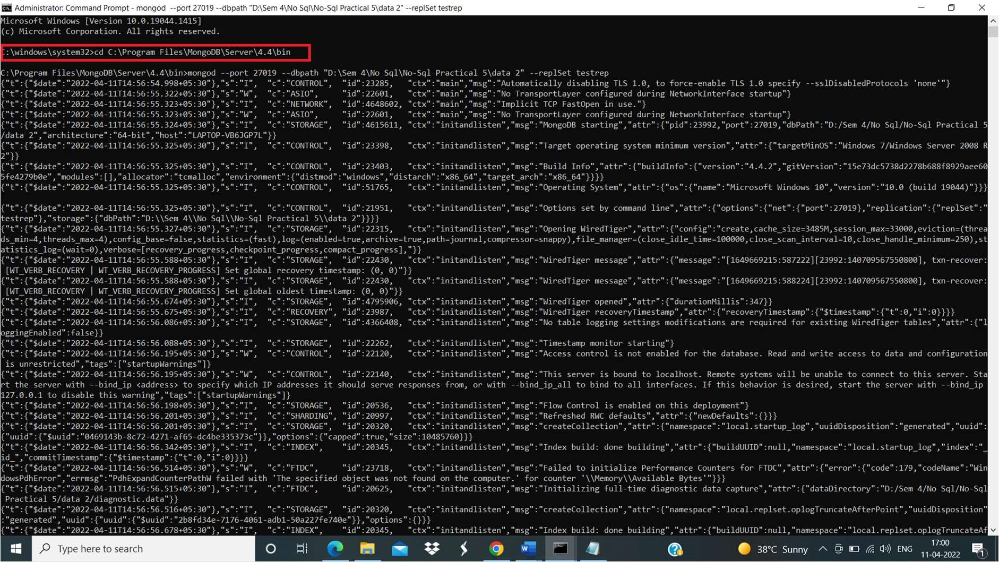 Administrator: Command Prompt - mongod  --port 27019 --dbpath "D:\Sem 4\No Sql\No-Sql Practical 5\data 2" --replSet testrep
Microsoft Windows [Version 10.0.19044.1415]
(c) Microsoft Corporation. All rights reserved.
C:\windows\system32>cd C:\Program Files\MongoDB\Server\4.4\bin
C:\Program Files\MongoDB\Server\4.4\bin>mongod --port 27019 --dbpath "D:\Sem 4\No Sql\No-Sql Practical 5\data 2" --replSet testrep
{"t":{"$date":"2022-04-11T14:56:54.998+05:30"},"s":"I",  "c":"CONTROL",  "id":23285,   "ctx":"main","msg":"Automatically disabling TLS 1.0, to force-enable TLS 1.0 specify --sslDisabledProtocols 'none'"}
{"t":{"$date":"2022-04-11T14:56:55.322+05:30"},"s":"W",  "c":"ASIO",     "id":22601,   "ctx":"main","msg":"No TransportLayer configured during NetworkInterface startup"}
{"t":{"$date":"2022-04-11T14:56:55.323+05:30"},"s":"I",  "c":"NETWORK",  "id":4648602, "ctx":"main","msg":"Implicit TCP FastOpen in use."}
{"t":{"$date":"2022-04-11T14:56:55.323+05:30"},"s":"W",  "c":"ASIO",     "id":22601,   "ctx":"main","msg":"No TransportLayer configured during NetworkInterface startup"}
{"t":{"$date":"2022-04-11T14:56:55.324+05:30"},"s":"I",  "c":"STORAGE",  "id":4615611, "ctx":"initandlisten","msg":"MongoDB starting","attr":{"pid":23992,"port":27019,"dbPath":"D:/Sem 4/No Sql/No-Sql Practical 5
/data 2","architecture":"64-bit","host":"LAPTOP-VB6JGP7L"}}
{"t":{"$date":"2022-04-11T14:56:55.325+05:30"},"s":"I",  "c":"CONTROL",  "id":23398,   "ctx":"initandlisten","msg":"Target operating system minimum version","attr":{"targetMinOS":"Windows 7/Windows Server 2008 R
2"}}
{"t":{"$date":"2022-04-11T14:56:55.325+05:30"},"s":"I",  "c":"CONTROL",  "id":23403,   "ctx":"initandlisten","msg":"Build Info","attr":{"buildInfo":{"version":"4.4.2","gitVersion":"15e73dc5738d2278b688f8929aee60
5fe4279b0e","modules":[],"allocator":"tcmalloc","environment":{"distmod":"windows","distarch":"x86_64","target_arch":"x86_64"}}}}
{"t":{"$date":"2022-04-11T14:56:55.325+05:30"},"s":"I",  "c":"CONTROL",  "id":51765,   "ctx":"initandlisten","msg":"Operating System","attr":{"os":{"name":"Microsoft Windows 10","version":"10.0 (build 19044)"}}}
{"t":{"$date":"2022-04-11T14:56:55.325+05:30"},"s":"I",  "c":"CONTROL",  "id":21951,   "ctx":"initandlisten","msg":"Options set by command line","attr":{"options":{"net":{"port":27019},"replication":{"replSet":"
testrep"},"storage":{"dbPath":"D:\\Sem 4\\No Sql\\No-Sql Practical 5\\data 2"}}}}
{"t":{"$date":"2022-04-11T14:56:55.327+05:30"},"s":"I",  "c":"STORAGE",  "id":22315,   "ctx":"initandlisten","msg":"Opening WiredTiger","attr":{"config":"create,cache_size=3485M,session_max=33000,eviction=(threa
ds_min=4,threads_max=4),config_base=false,statistics=(fast),log=(enabled=true,archive=true,path=journal,compressor=snappy),file_manager=(close_idle_time=100000,close_scan_interval=10,close_handle_minimum=250),st
atistics_log=(wait=0),verbose=[recovery_progress,checkpoint_progress,compact_progress],"}}
{"t":{"$date":"2022-04-11T14:56:55.588+05:30"},"s":"I",  "c":"STORAGE",  "id":22430,   "ctx":"initandlisten","msg":"WiredTiger message","attr":{"message":"[1649669215:587222][23992:140709567550800], txn-recover:
 [WT_VERB_RECOVERY | WT_VERB_RECOVERY_PROGRESS] Set global recovery timestamp: (0, 0)"}}
{"t":{"$date":"2022-04-11T14:56:55.588+05:30"},"s":"I",  "c":"STORAGE",  "id":22430,   "ctx":"initandlisten","msg":"WiredTiger message","attr":{"message":"[1649669215:588224][23992:140709567550800], txn-recover:
 [WT_VERB_RECOVERY | WT_VERB_RECOVERY_PROGRESS] Set global oldest timestamp: (0, 0)"}}
{"t":{"$date":"2022-04-11T14:56:55.674+05:30"},"s":"I",  "c":"STORAGE",  "id":4795906, "ctx":"initandlisten","msg":"WiredTiger opened","attr":{"durationMillis":347}}
{"t":{"$date":"2022-04-11T14:56:55.675+05:30"},"s":"I",  "c":"RECOVERY", "id":23987,   "ctx":"initandlisten","msg":"WiredTiger recoveryTimestamp","attr":{"recoveryTimestamp":{"$timestamp":{"t":0,"i":0}}}}
{"t":{"$date":"2022-04-11T14:56:56.086+05:30"},"s":"I",  "c":"STORAGE",  "id":4366408, "ctx":"initandlisten","msg":"No table logging settings modifications are required for existing WiredTiger tables","attr":{"l
oggingEnabled":false}}
{"t":{"$date":"2022-04-11T14:56:56.088+05:30"},"s":"I",  "c":"STORAGE",  "id":22262,   "ctx":"initandlisten","msg":"Timestamp monitor starting"}
{"t":{"$date":"2022-04-11T14:56:56.195+05:30"},"s":"W",  "c":"CONTROL",  "id":22120,   "ctx":"initandlisten","msg":"Access control is not enabled for the database. Read and write access to data and configuration
 is unrestricted","tags":["startupWarnings"]}
{"t":{"$date":"2022-04-11T14:56:56.195+05:30"},"s":"W",  "c":"CONTROL",  "id":22140,   "ctx":"initandlisten","msg":"This server is bound to localhost. Remote systems will be unable to connect to this server. Sta
rt the server with --bind_ip <address> to specify which IP addresses it should serve responses from, or with --bind_ip_all to bind to all interfaces. If this behavior is desired, start the server with --bind_ip
127.0.0.1 to disable this warning","tags":["startupWarnings"]}
{"t":{"$date":"2022-04-11T14:56:56.198+05:30"},"s":"I",  "c":"STORAGE",  "id":20536,   "ctx":"initandlisten","msg":"Flow Control is enabled on this deployment"}
{"t":{"$date":"2022-04-11T14:56:56.201+05:30"},"s":"I",  "c":"SHARDING", "id":20997,   "ctx":"initandlisten","msg":"Refreshed RWC defaults","attr":{"newDefaults":{}}}
{"t":{"$date":"2022-04-11T14:56:56.201+05:30"},"s":"I",  "c":"STORAGE",  "id":20320,   "ctx":"initandlisten","msg":"createCollection","attr":{"namespace":"local.startup_log","uuidDisposition":"generated","uuid":
{"uuid":{"$uuid":"0469143b-8c72-4271-af65-dc4be335373c"}},"options":{"capped":true,"size":10485760}}}
{"t":{"$date":"2022-04-11T14:56:56.342+05:30"},"s":"I",  "c":"INDEX",    "id":20345,   "ctx":"initandlisten","msg":"Index build: done building","attr":{"buildUUID":null,"namespace":"local.startup_log","index":"_
id_","commitTimestamp":{"$timestamp":{"t":0,"i":0}}}}
{"t":{"$date":"2022-04-11T14:56:56.514+05:30"},"s":"W",  "c":"FTDC",     "id":23718,   "ctx":"initandlisten","msg":"Failed to initialize Performance Counters for FTDC","attr":{"error":{"code":179,"codeName":"Win
dowsPdhError","errmsg":"PdhExpandCounterPathW failed with 'The specified object was not found on the computer.' for counter '\\Memory\\Available Bytes'"}}}
{"t":{"$date":"2022-04-11T14:56:56.515+05:30"},"s":"I",  "c":"FTDC",     "id":20625,   "ctx":"initandlisten","msg":"Initializing full-time diagnostic data capture","attr":{"dataDirectory":"D:/Sem 4/No Sql/No-Sql
 Practical 5/data 2/diagnostic.data"}}
{"t":{"$date":"2022-04-11T14:56:56.516+05:30"},"s":"I",  "c":"STORAGE",  "id":20320,   "ctx":"initandlisten","msg":"createCollection","attr":{"namespace":"local.replset.oplogTruncateAfterPoint","uuidDisposition"
:"generated","uuid":{"uuid":{"$uuid":"2b8fd34e-7176-4061-adb1-50a227fe740e"}},"options":{}}}
{"t":{"$date":"2022-04-11T14:56:56.678+05:30"},"s":"I",  "c":"INDEX",    "id":20345,   "ctx":"initandlisten","msg":"Index build: done building","attr":{"buildUUID":null,"namespace":"local.replset.oplogTruncateAf
Type here to search
38°C Sunny
ENG
17:00
11-04-2022
1